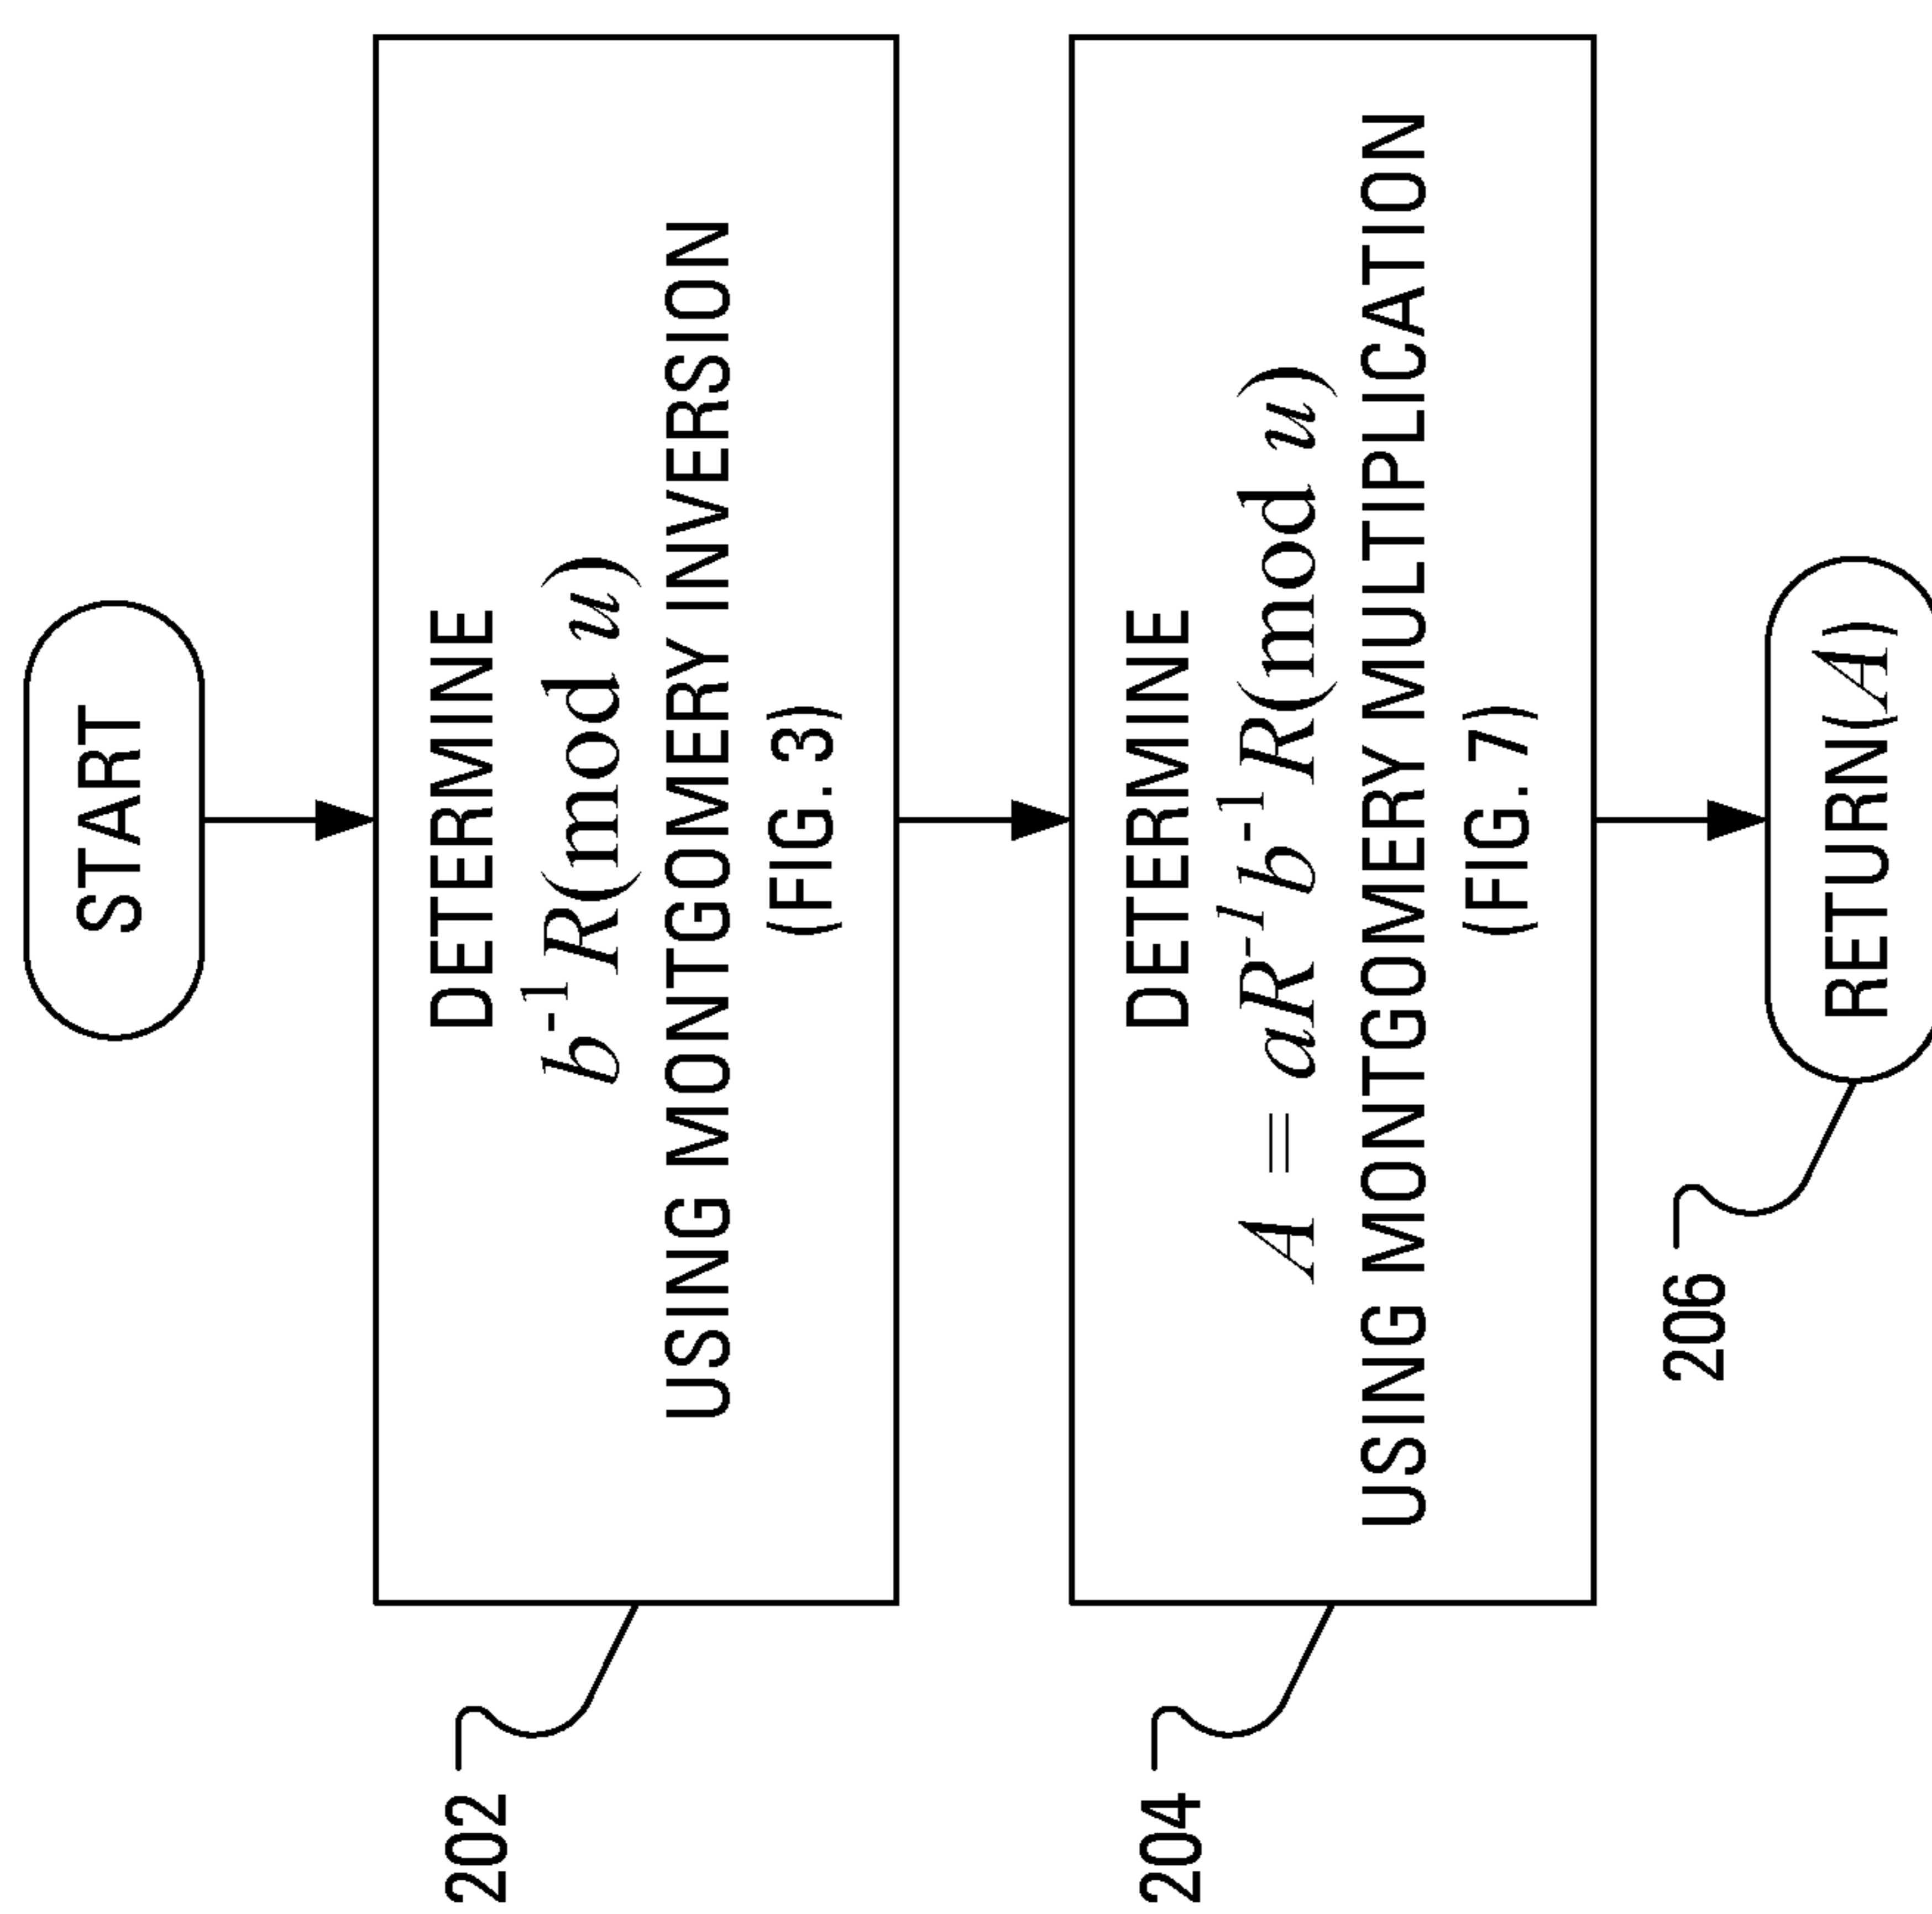 START
202
DETERMINE
b⁻¹R(mod u)
USING MONTGOMERY INVERSION
(FIG. 3)
204
DETERMINE
A = aR⁻¹b⁻¹R(mod u)
USING MONTGOMERY MULTIPLICATION
(FIG. 7)
206
RETURN(A)